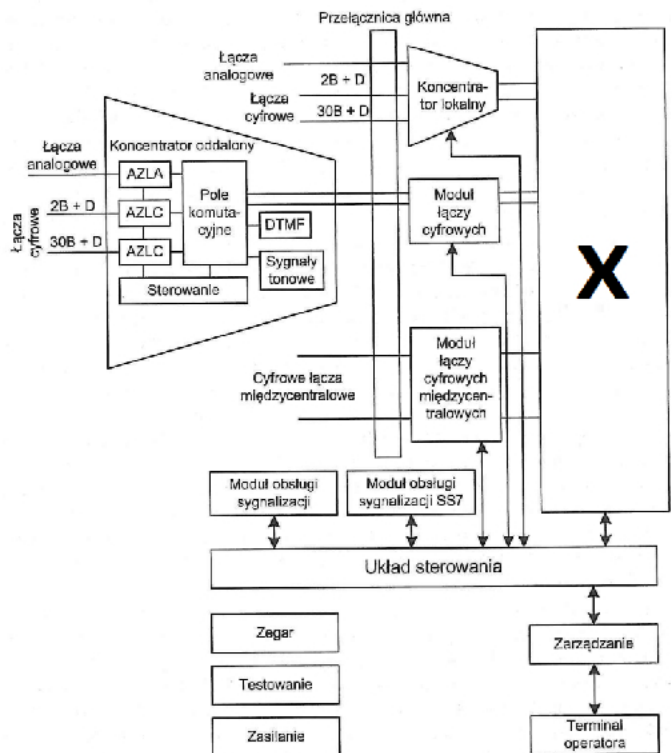 Przełącznica główna
Łącza
analogowe
2B + D
Łącza
cyfrowe
30B + D
Koncentra-
tor lokalny
X
Koncentrator oddalony
Łącza
analogowe
AZLA
2B + D
AZLC
Łącza
cyfrowe
30B + D
AZLC
Pole
komuta-
cyjne
DTMF
Sygnały
tonowe
Sterowanie
Moduł
łączy
cyfrowych
Cyfrowe łącza
międzycentralowe
Moduł
łączy
cyfrowych
międzycen-
tralowych
Moduł obsługi
sygnalizacji
Moduł obsługi
sygnalizacji SS7
Układ sterowania
Zegar
Zarządzanie
Testowanie
Zasilanie
Terminal
operatora